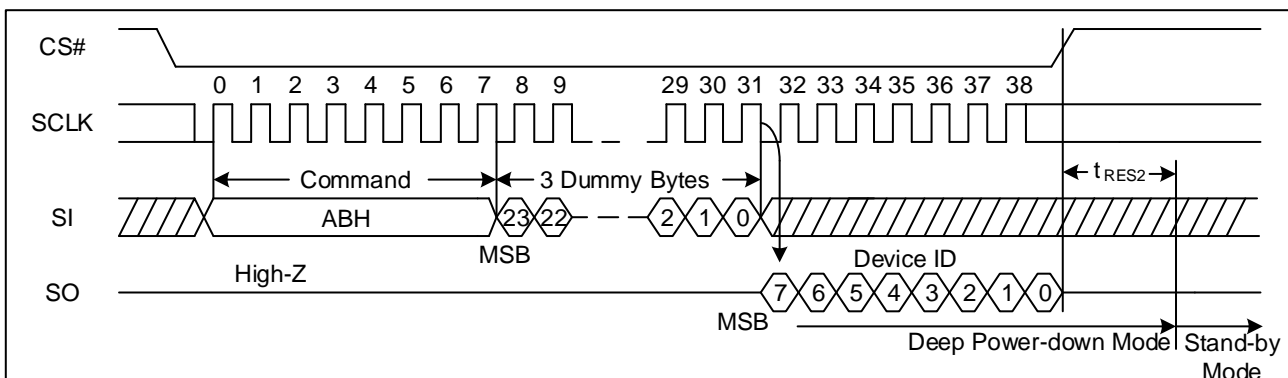 CS#
0 1 2 3 4 5 6 7 8 9 29 30 31 32 33 34 35 36 37 38
SCLK
Command 3 Dummy Bytes tRES2
SI ABH 23 22 2 1 0
MSB
High-Z Device ID
SO 7 6 5 4 3 2 1 0
MSB
Deep Power-down Mode Stand-by
Mode